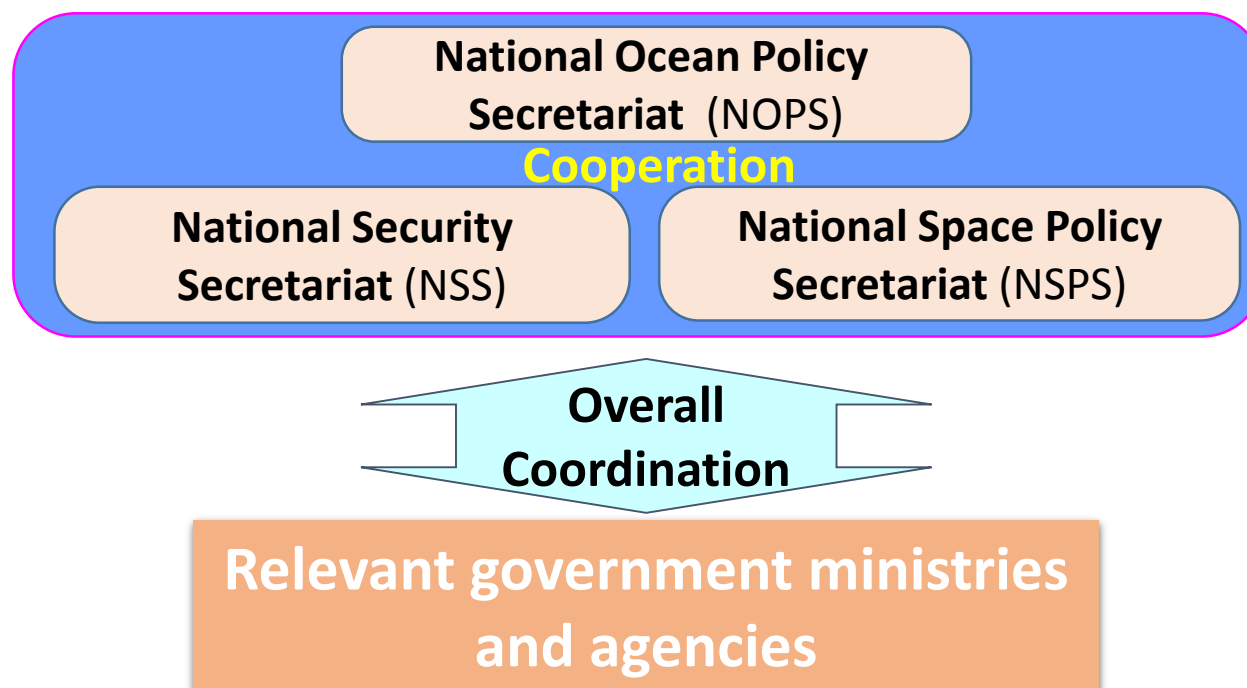 National Ocean Policy
Secretariat (NOPS)
Cooperation
National Security
Secretariat (NSS)
National Space Policy
Secretariat (NSPS)
Overall
Coordination
Relevant government ministries
and agencies